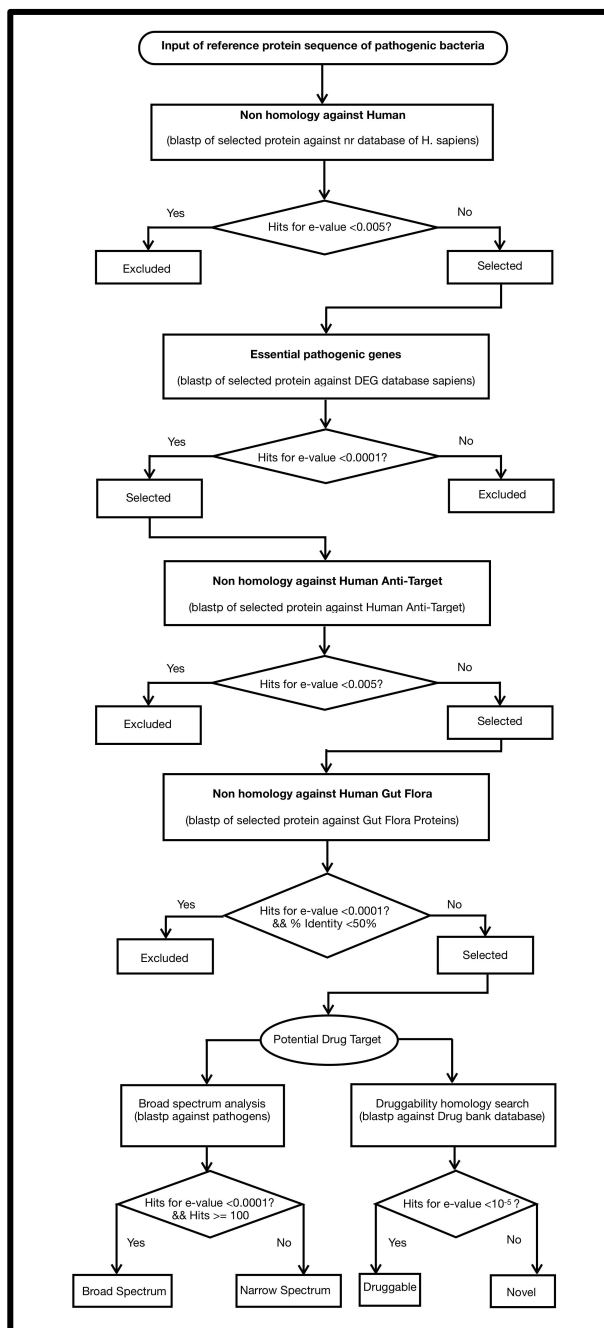 Input of reference protein sequence of pathogenic bacteria
Non homology against Human
(blastp of selected protein against nr database of H. sapiens)
Yes
No
Hits for e-value <0.005?
Excluded
Selected
Essential pathogenic genes
(blastp of selected protein against DEG database sapiens)
Yes
No
Hits for e-value <0.0001?
Selected
Excluded
Non homology against Human Anti-Target
(blastp of selected protein against Human Anti-Target)
Yes
No
Hits for e-value <0.005?
Excluded
Selected
Non homology against Human Gut Flora
(blastp of selected protein against Gut Flora Proteins)
Yes
No
Hits for e-value <0.0001?
&& % Identity <50%
Excluded
Selected
Potential Drug Target
Broad spectrum analysis
(blastp against pathogens)
Druggability homology search
(blastp against Drug bank database)
Hits for e-value <0.0001?
&& Hits >= 100
Hits for e-value <10-5 ?
Yes
No
Yes
No
Broad Spectrum
Narrow Spectrum
Druggable
Novel